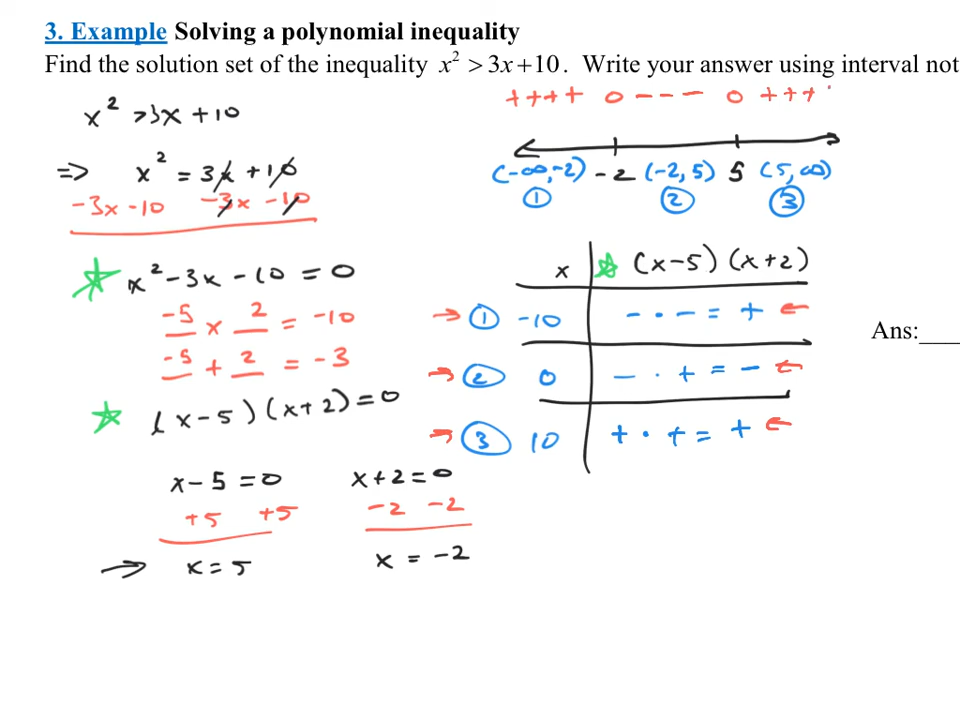 3. Example Solving a polynomial inequality
Find the solution set of the inequality x² > 3x + 10. Write your answer using interval not
x² > 3x + 10
=> x² = 3x + 10
-3x -10 -3x -10
x² - 3x - 10 = 0
-5 x 2 = -10
-5 + 2 = -3
(x-5)(x+2) = 0
x - 5 = 0 x + 2 = 0
+5 +5 -2 -2
→ x = 5 x = -2
++++ 0 --- 0 +++
(-∞,-2) -2 (-2,5) 5 (5,∞)
① ② ③
x (x-5)(x+2)
→ ① -10 - · - = + ←
→ ② 0 - · + = - ←
→ ③ 10 + · + = + ←
Ans:____